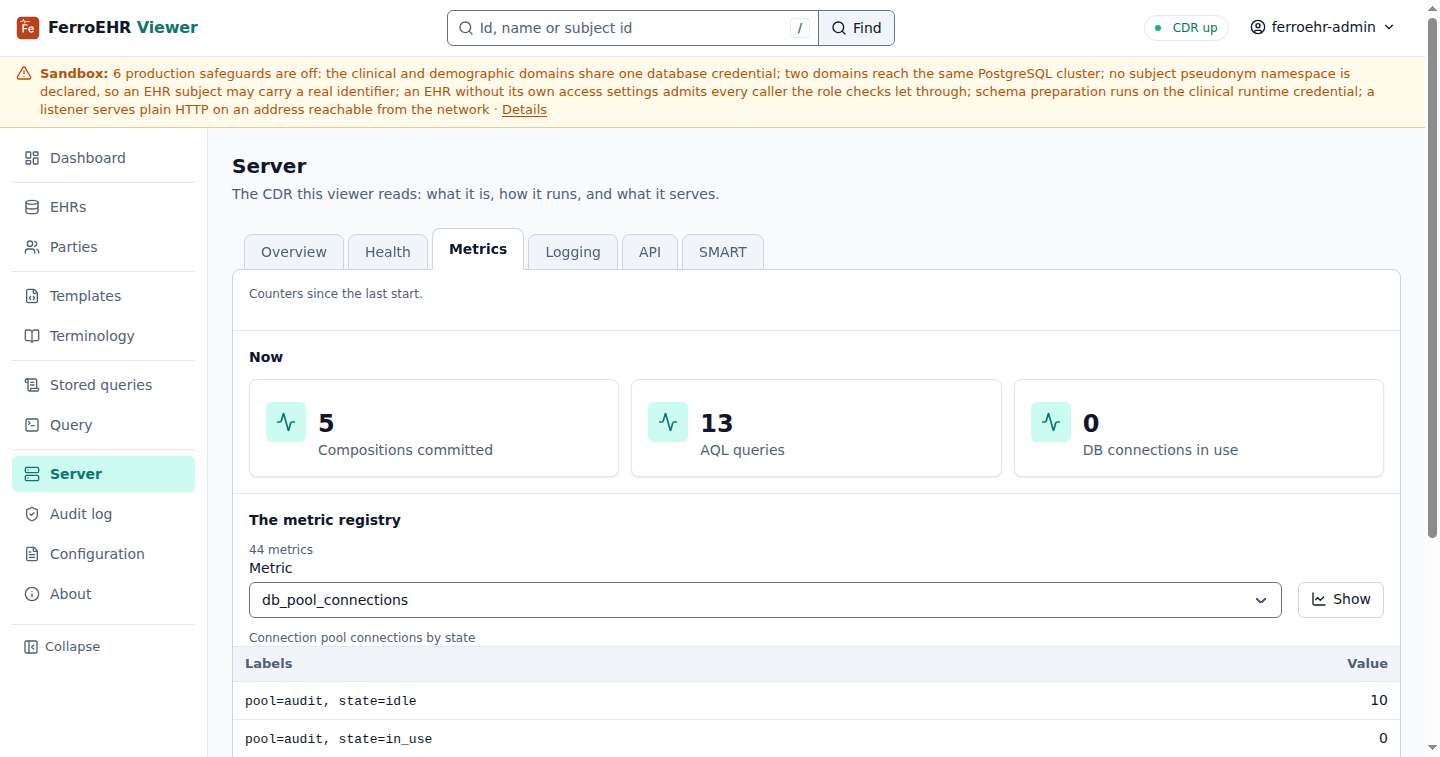 Fe FerroEHR Viewer
Id, name or subject id / Find
CDR up
ferroehr-admin
Sandbox: 6 production safeguards are off: the clinical and demographic domains share one database credential; two domains reach the same PostgreSQL cluster; no subject pseudonym namespace is
declared, so an EHR subject may carry a real identifier; an EHR without its own access settings admits every caller the role checks let through; schema preparation runs on the clinical runtime credential; a
listener serves plain HTTP on an address reachable from the network · Details
Dashboard
EHRs
Parties
Templates
Terminology
Stored queries
Query
Server
Audit log
Configuration
About
Collapse
Server
The CDR this viewer reads: what it is, how it runs, and what it serves.
Overview Health Metrics Logging API SMART
Counters since the last start.
Now
5
Compositions committed
13
AQL queries
0
DB connections in use
The metric registry
44 metrics
Metric
db_pool_connections Show
Connection pool connections by state
Labels Value
pool=audit, state=idle 10
pool=audit, state=in_use 0